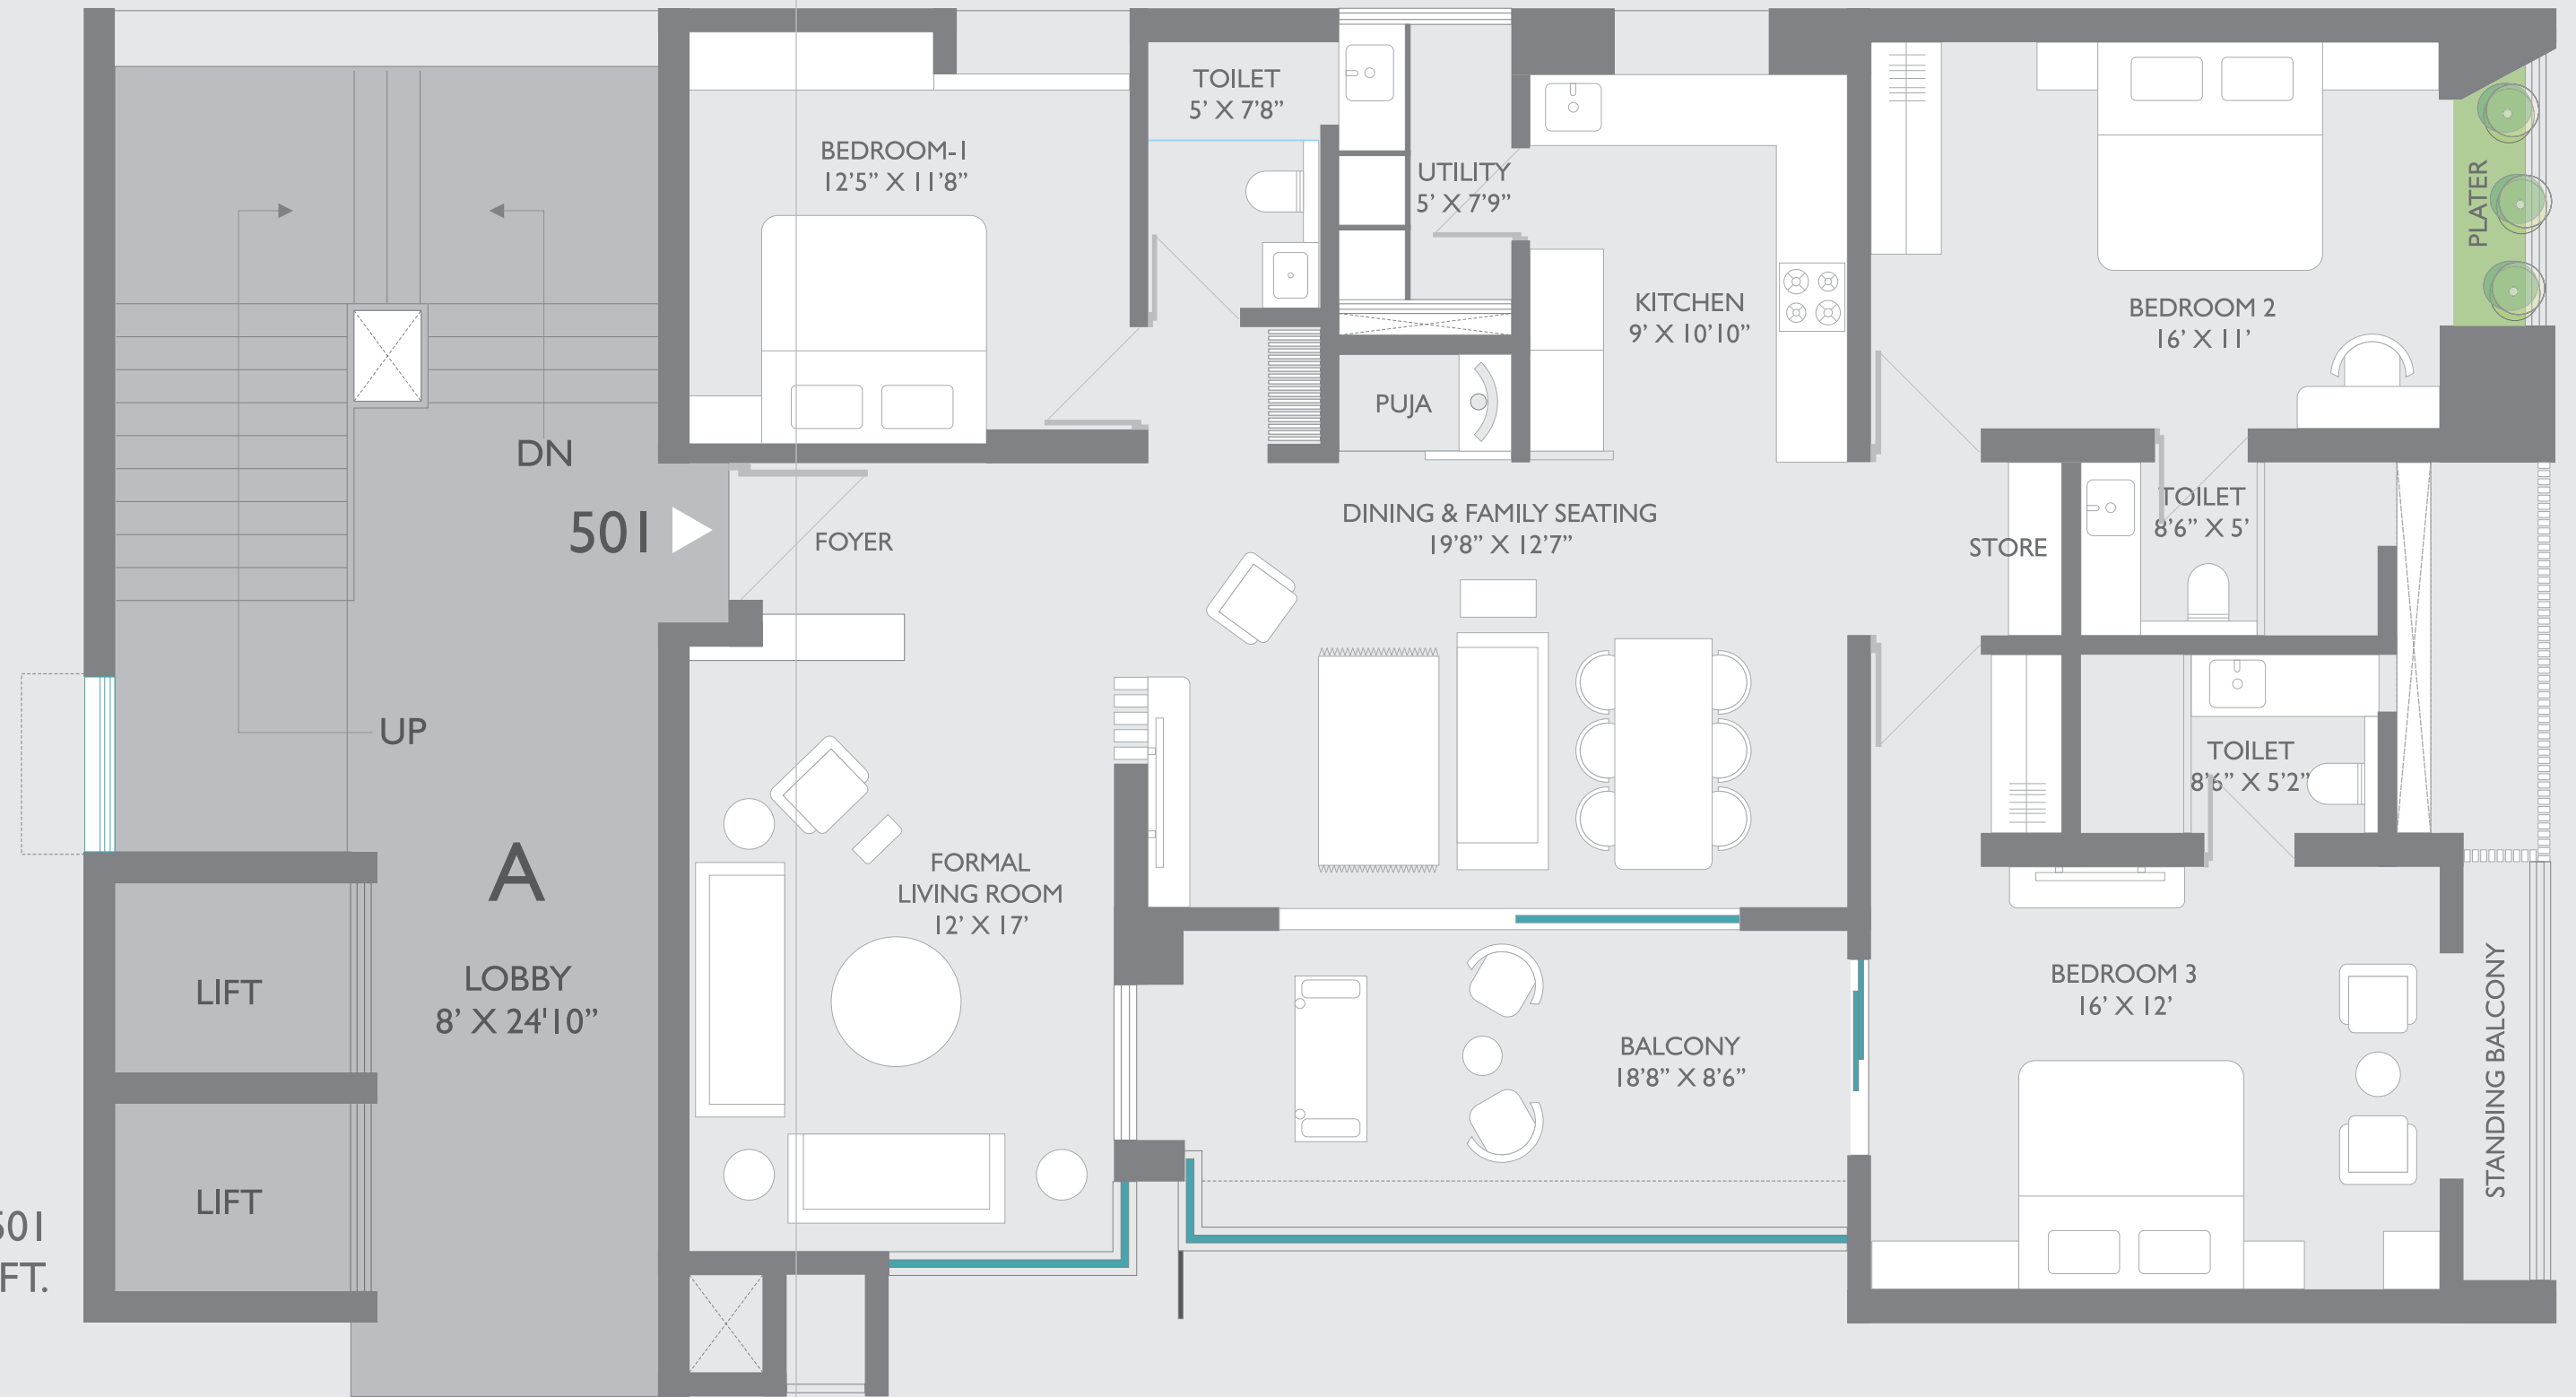 TOILET
5’ X 7’8”
BEDROOM-1
12’5” X 11’8”
UTILITY
5’ X 7’9”
PLATER
KITCHEN
9’ X 10’10”
BEDROOM 2
16’ X 11’
PUJA
DN
501
FOYER
DINING & FAMILY SEATING
19’8” X 12’7”
STORE
TOILET
8’6” X 5’
UP
TOILET
8’6” X 5’2”
A
FORMAL
LIVING ROOM
12’ X 17’
LIFT
LOBBY
8’ X 24'10”
BEDROOM 3
16’ X 12’
BALCONY
18’8” X 8’6”
STANDING BALCONY
LIFT
501
FT.